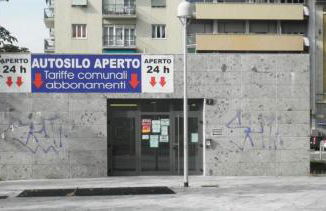 APERTO
24 h
AUTOSILO APERTO
Tariffe comunali
abbonamenti
APERTO
24 h